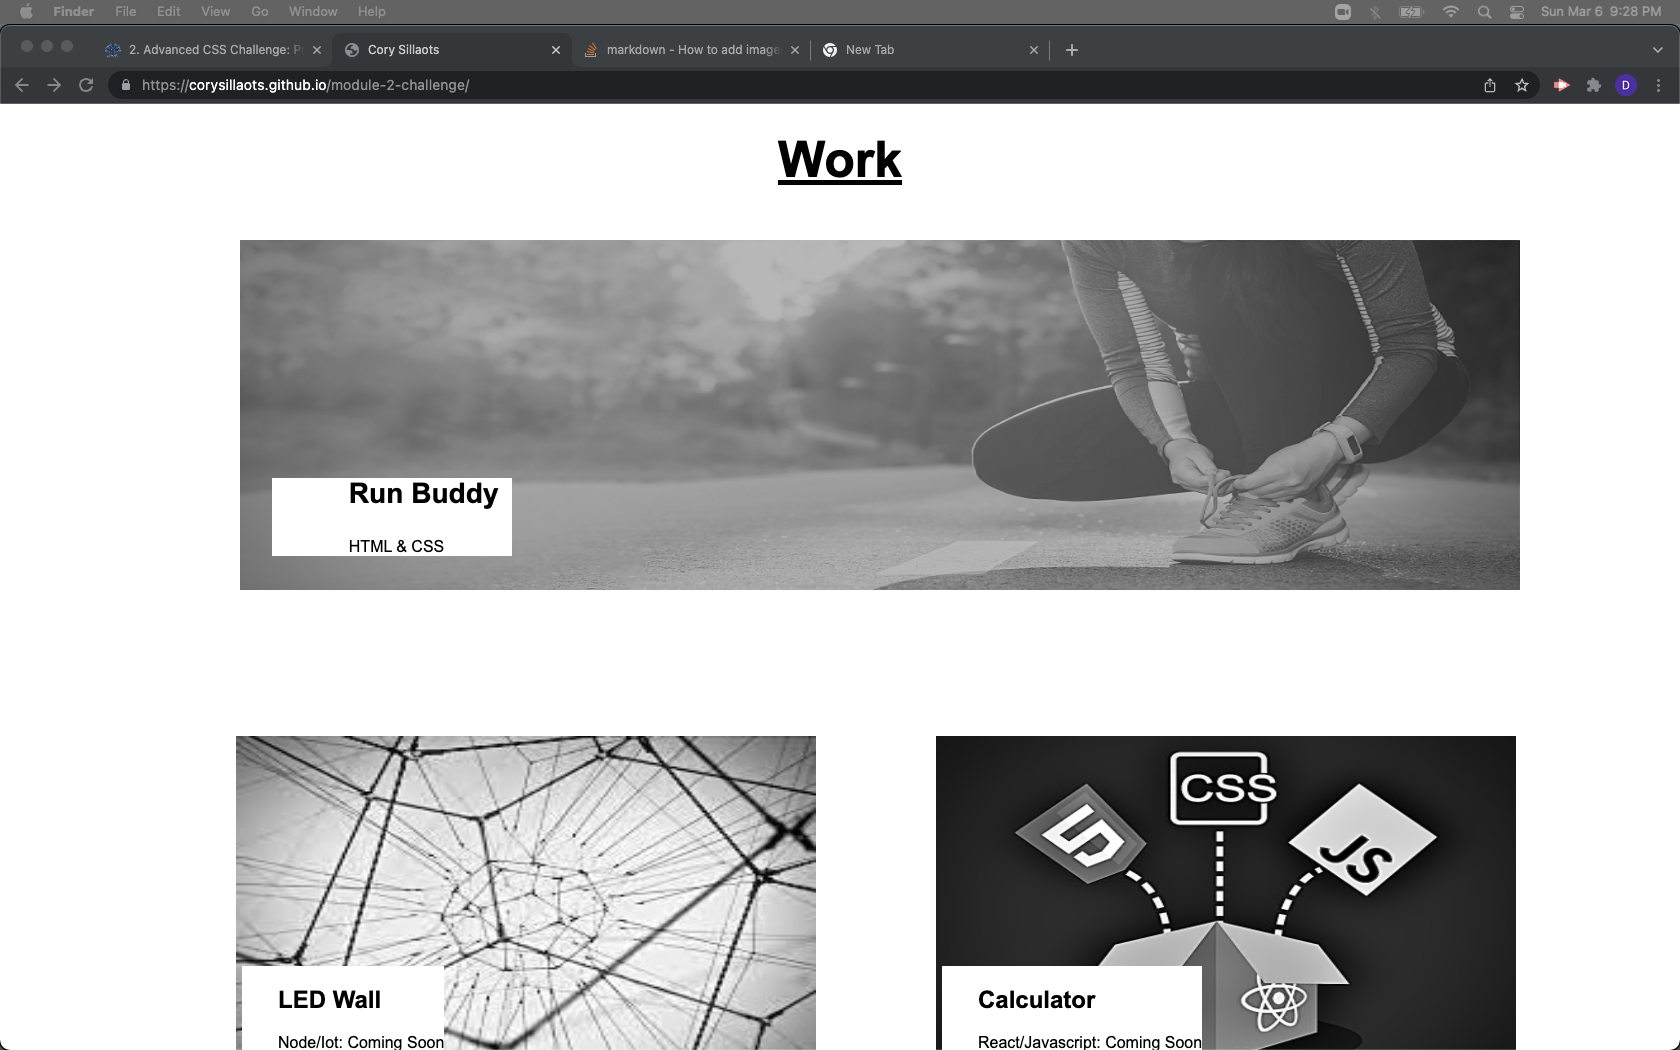 Finder File Edit View Go Window Help Sun Mar 6 9:28 PM
2. Advanced CSS Challenge: P Cory Sillaots markdown - How to add image New Tab
https://corysillaots.github.io/module-2-challenge/ D
Work
Run Buddy
HTML & CSS
CSS
JS
LED Wall
Calculator
Node/Iot: Coming Soon
React/Javascript: Coming Soon